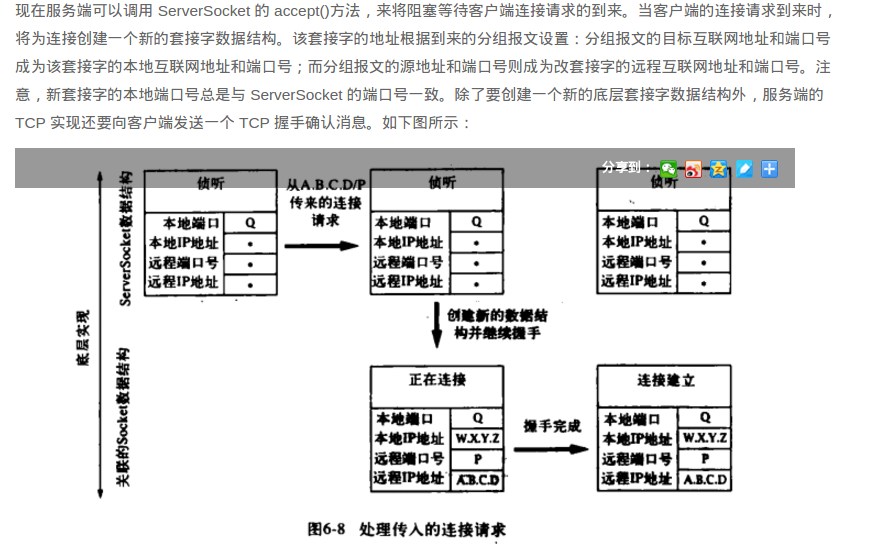 现在服务端可以调用 ServerSocket 的 accept()方法，来将阻塞等待客户端连接请求的到来。当客户端的连接请求到来时，
将为连接创建一个新的套接字数据结构。该套接字的地址根据到来的分组报文设置：分组报文的目标互联网地址和端口号
成为该套接字的本地互联网地址和端口号；而分组报文的源地址和端口号则成为改套接字的远程互联网地址和端口号。注
意，新套接字的本地端口号总是与 ServerSocket 的端口号一致。除了要创建一个新的底层套接字数据结构外，服务端的
TCP 实现还要向客户端发送一个 TCP 握手确认消息。如下图所示：
分享到：
底层实现
ServerSocket数据结构
侦听
本地端口 Q
本地IP地址 •
远程端口号 •
远程IP地址 •
从A.B.C.D/P
传来的连接
请求
侦听
本地端口 Q
本地IP地址 •
远程端口号 •
远程IP地址 •
侦听
本地端口 Q
本地IP地址 •
远程端口号 •
远程IP地址 •
创建新的数据结
构并继续握手
关联的Socket数据结构
正在连接
本地端口 Q
本地IP地址 W.X.Y.Z
远程端口号 P
远程IP地址 A.B.C.D
握手完成
连接建立
本地端口 Q
本地IP地址 W.X.Y.Z
远程端口号 P
远程IP地址 A.B.C.D
图6-8 处理传入的连接请求